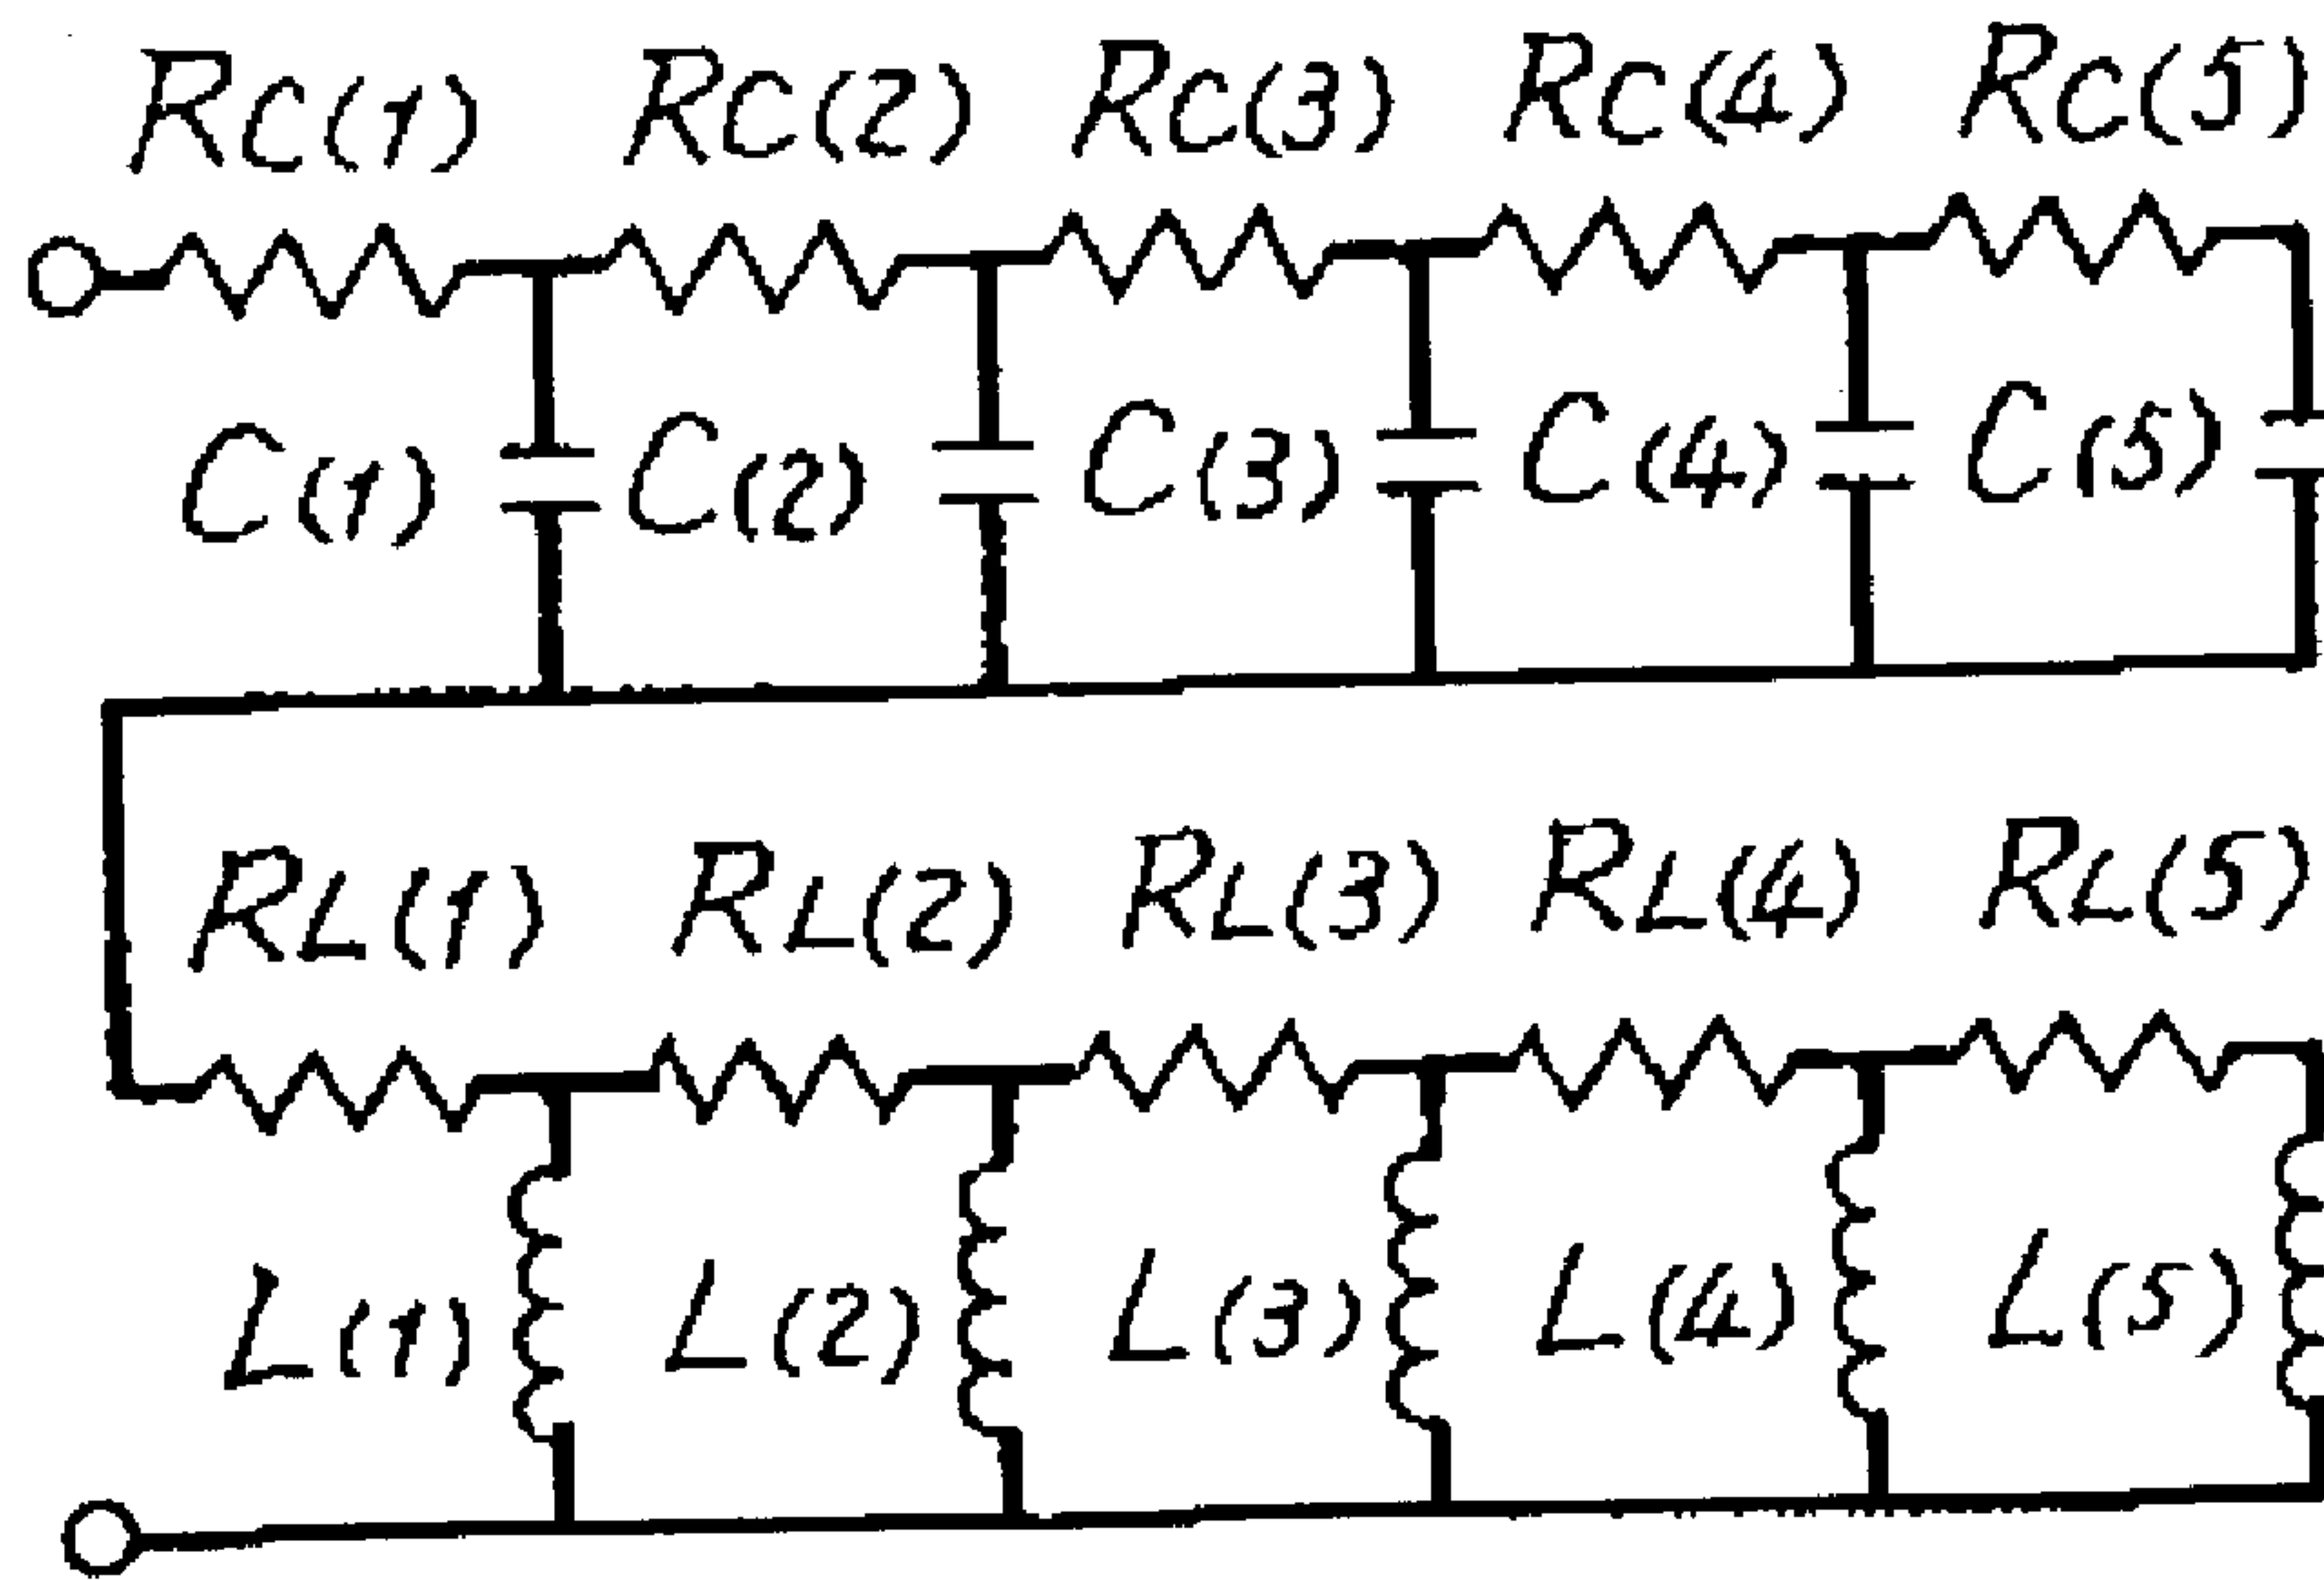 RC(1) RC(2) RC(3) RC(4) RC(5)
C(1) C(2) C(3) C(4) C(5)
RL(1) RL(2) RL(3) RL(4) RL(5)
L(1) L(2) L(3) L(4) L(5)